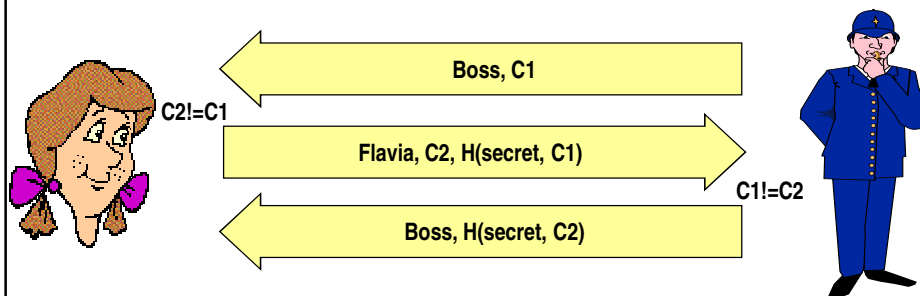 Boss, C1
C2!=C1
Flavia, C2, H(secret, C1)
C1!=C2
Boss, H(secret, C2)